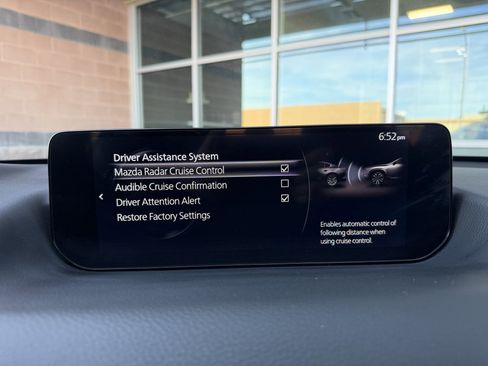 6:52pm
Driver Assistance System
Mazda Radar Cruise Control
Audible Cruise Confirmation
Driver Attention Alert
Restore Factory Settings
Enables automatic control of
following distance when
using cruise control.